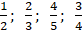 1/2 ; 2/3 ; 4/5 ; 3/4